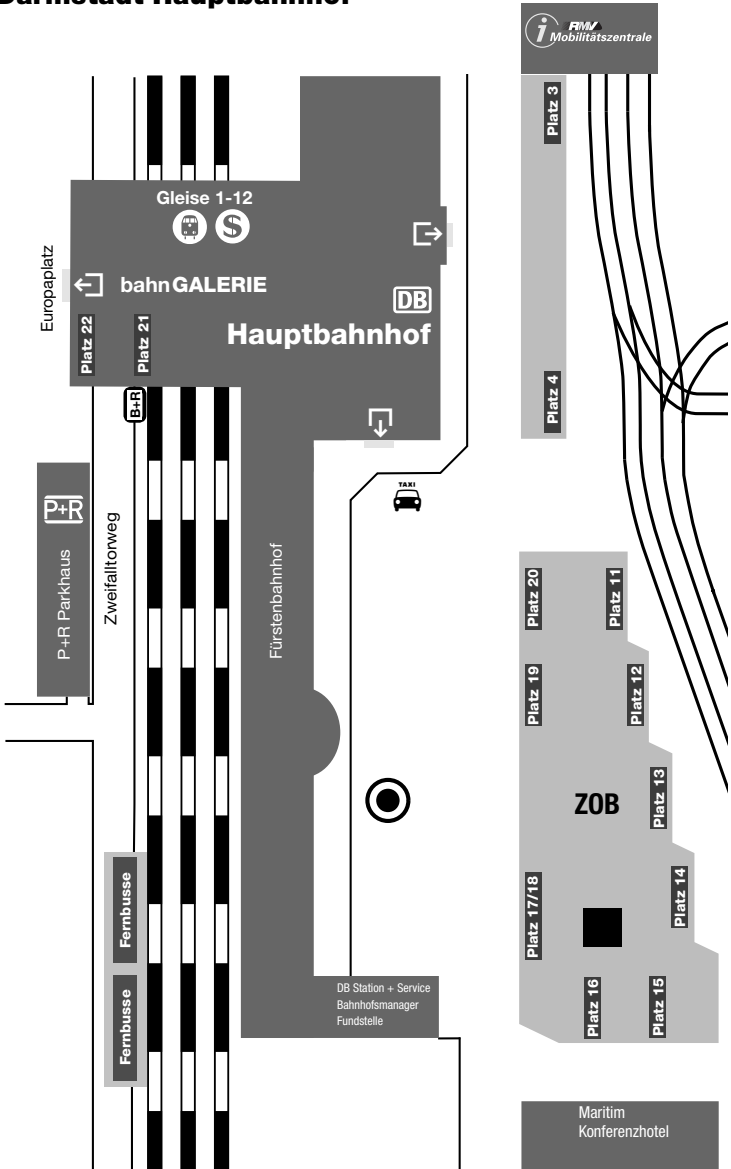 Darmstadt Hauptbahnhof
i
RMV
Mobilitätszentrale
Platz 3
Gleise 1-12
S
Europaplatz
bahnGALERIE
DB
Hauptbahnhof
Platz 22
Platz 21
B+R
Platz 4
P+R
TAXI
P+R Parkhaus
Zweifalltorweg
Fürstenbahnhof
Platz 20
Platz 11
Platz 19
Platz 12
Platz 13
ZOB
Platz 14
Platz 17/18
Fernbusse
Fernbusse
Platz 16
Platz 15
DB Station + Service
Bahnhofsmanager
Fundstelle
Maritim
Konferenzhotel